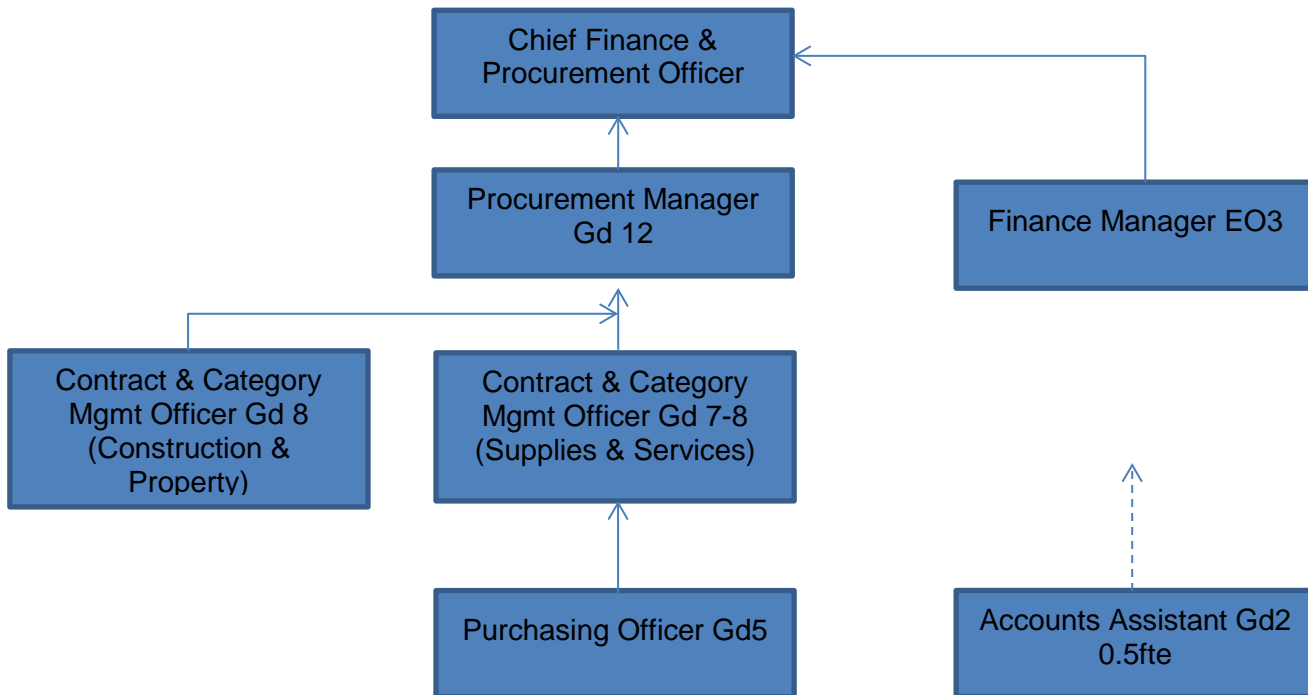 Chief Finance &
Procurement Officer
Procurement Manager
Gd 12
Finance Manager EO3
Contract & Category
Mgmt Officer Gd 8
(Construction &
Property)
Contract & Category
Mgmt Officer Gd 7-8
(Supplies & Services)
Purchasing Officer Gd5
Accounts Assistant Gd2
0.5fte